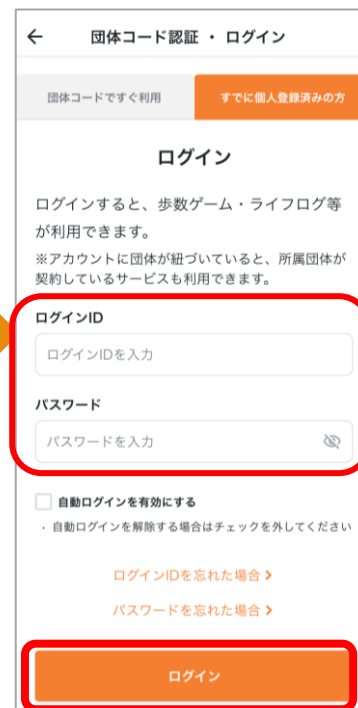 団体コード認証 ・ ログイン
団体コードですぐ利用
すでに個人登録済みの方
ログイン
ログインすると、歩数ゲーム・ライフログ等
が利用できます。
※アカウントに団体が紐づいていると、所属団体が
契約しているサービスも利用できます。
ログインID
ログインIDを入力
パスワード
パスワードを入力
自動ログインを有効にする
・ 自動ログインを解除する場合はチェックを外してください
ログインIDを忘れた場合
パスワードを忘れた場合
ログイン